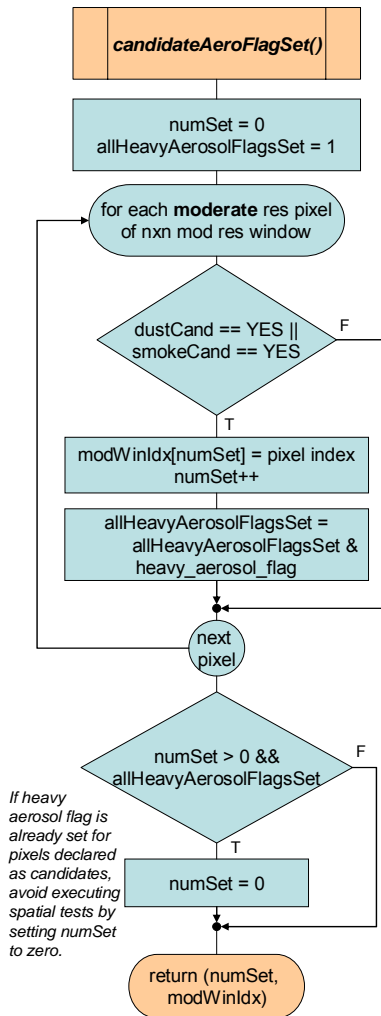 candidateAeroFlagSet()
numSet = 0
allHeavyAerosolFlagsSet = 1
for each moderate res pixel
of nxn mod res window
dustCand == YES ||
smokeCand == YES
F
T
modWinIdx[numSet] = pixel index
numSet++
allHeavyAerosolFlagsSet =
allHeavyAerosolFlagsSet &
heavy_aerosol_flag
next
pixel
numSet > 0 &&
allHeavyAerosolFlagsSet
F
T
If heavy
aerosol flag is
already set for
pixels declared
as candidates,
avoid executing
spatial tests by
setting numSet
to zero.
numSet = 0
return (numSet,
modWinIdx)